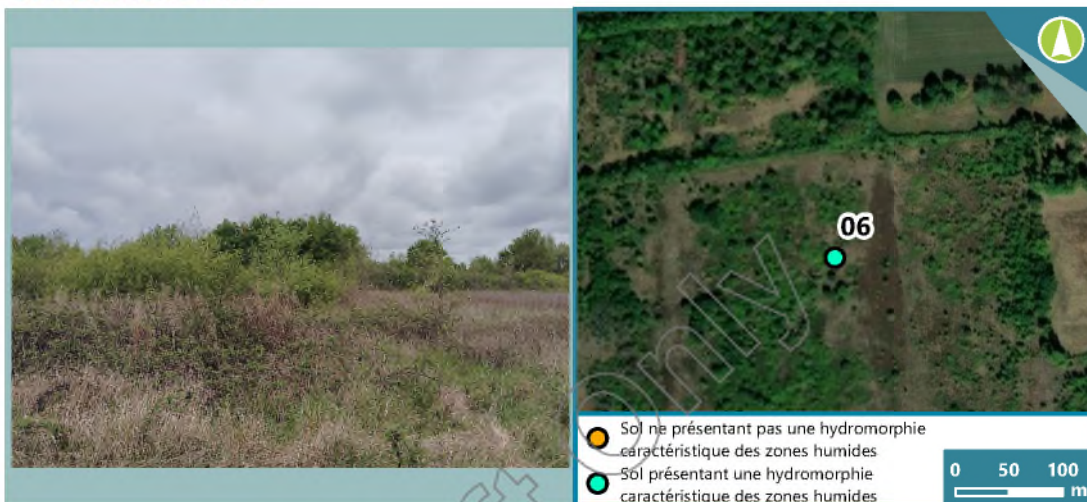 06
Sol ne présentant pas une hydromorphie
caractéristique des zones humides
Sol présentant une hydromorphie
caractéristique des zones humides
0 50 100
m
Only